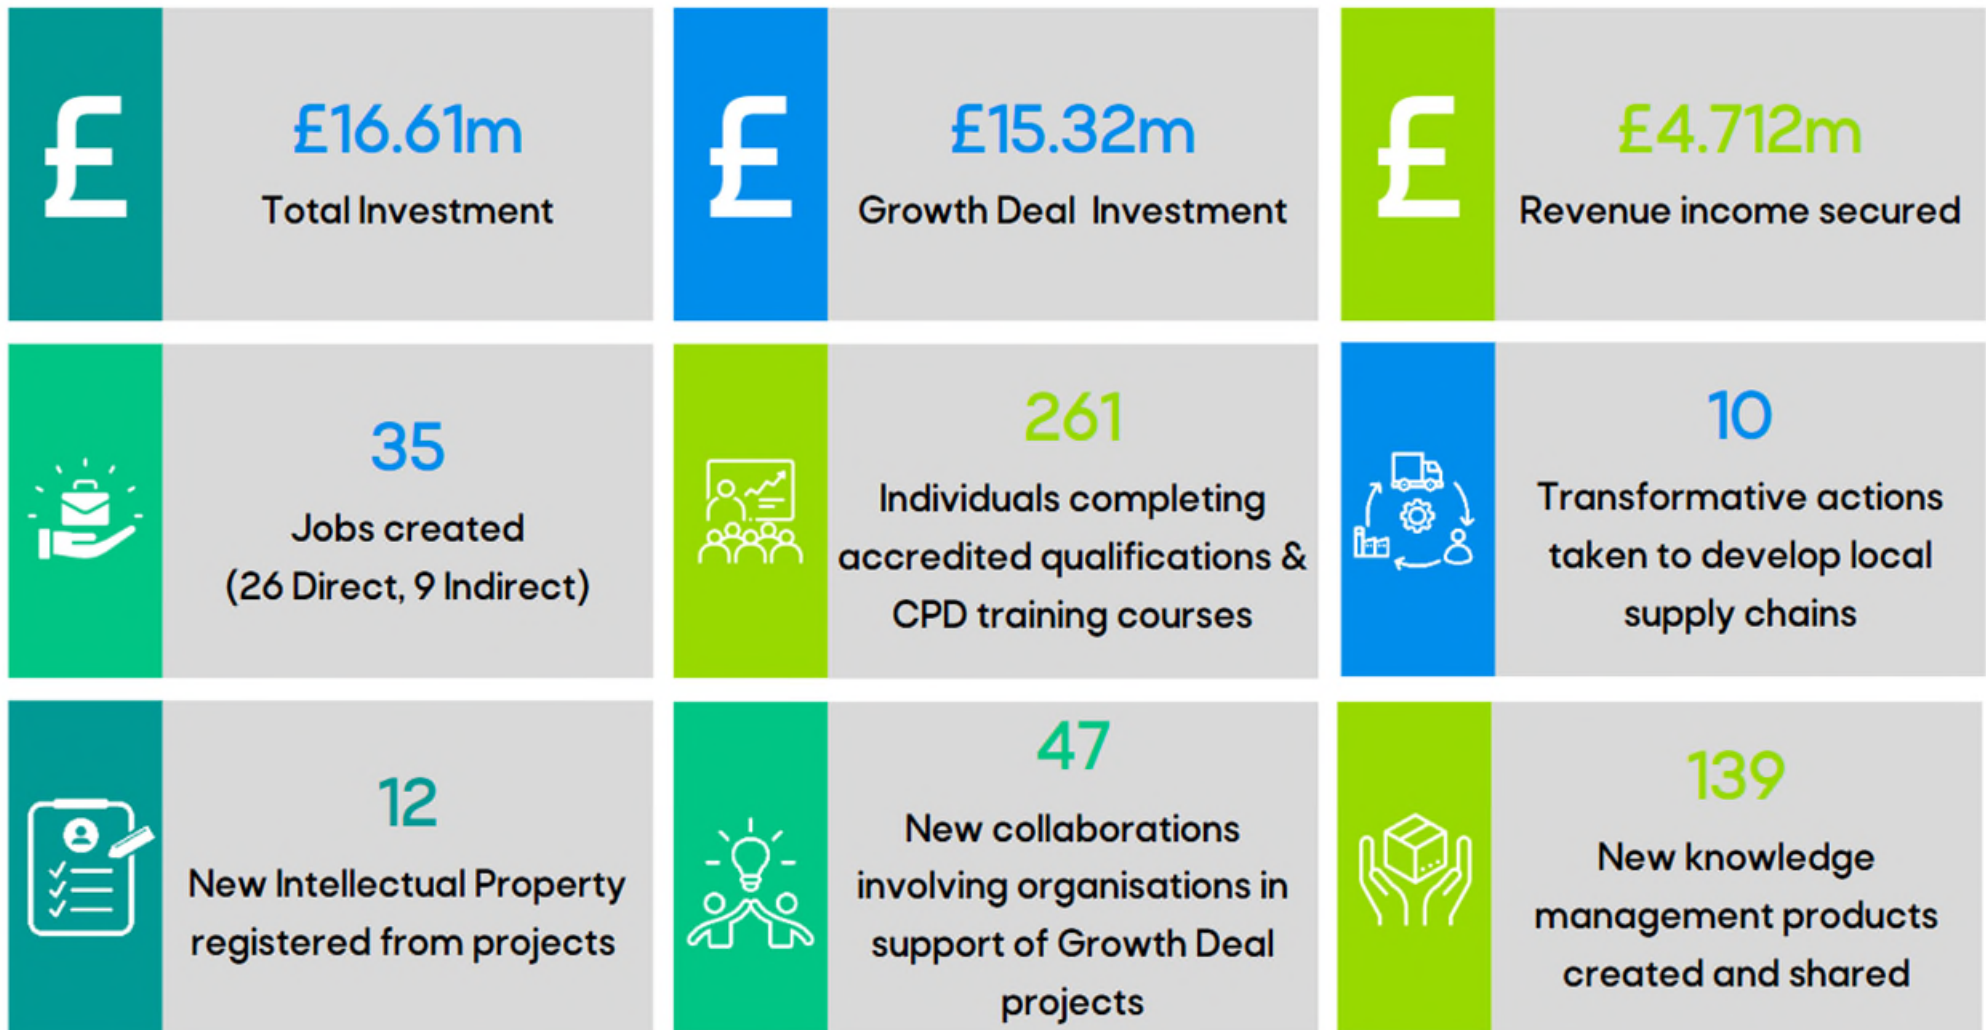 £
£16.61m
Total Investment
£
£15.32m
Growth Deal Investment
£
£4.712m
Revenue income secured
35
Jobs created
(26 Direct, 9 Indirect)
261
Individuals completing
accredited qualifications &
CPD training courses
10
Transformative actions
taken to develop local
supply chains
12
New Intellectual Property
registered from projects
47
New collaborations
involving organisations in
support of Growth Deal
projects
139
New knowledge
management products
created and shared